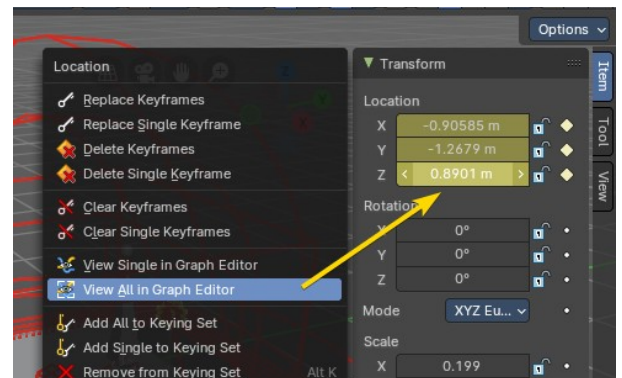 Options
Location
Replace Keyframes
Replace Single Keyframe
Delete Keyframes
Delete Single Keyframe
Clear Keyframes
Clear Single Keyframes
View Single in Graph Editor
View All in Graph Editor
Add All to Keying Set
Add Single to Keying Set
Remove from Keying Set Alt K
Transform
Location
X -0.90585 m
Y -1.2679 m
Z 0.8901 m
Rotation
X 0°
Y 0°
Z 0°
Mode XYZ Eu...
Scale
X 0.199
Item
Tool
View